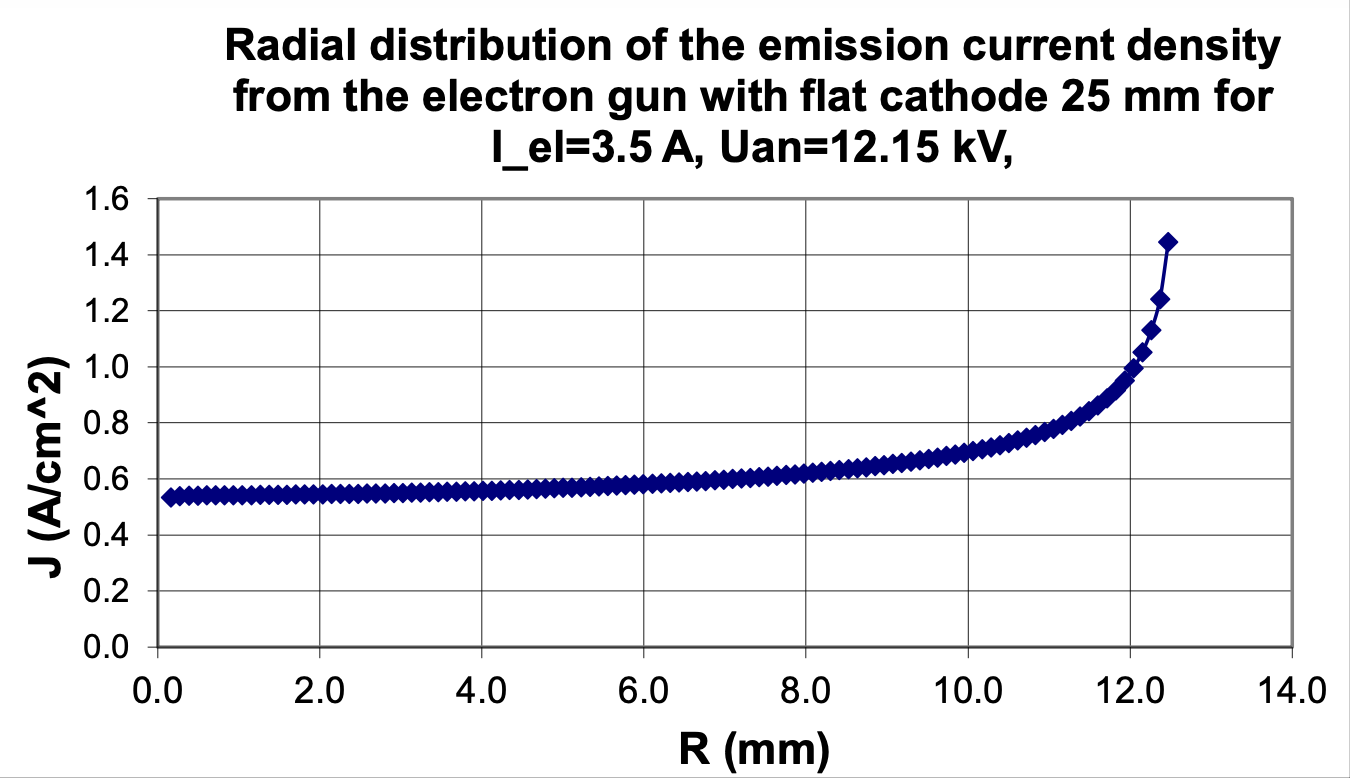 Radial distribution of the emission current density
from the electron gun with flat cathode 25 mm for
I_el=3.5 A, Uan=12.15 kV,
1.6
1.4
1.2
1.0
0.8
0.6
0.4
0.2
0.0
J (A/cm^2)
0.0 2.0 4.0 6.0 8.0 10.0 12.0 14.0
R (mm)